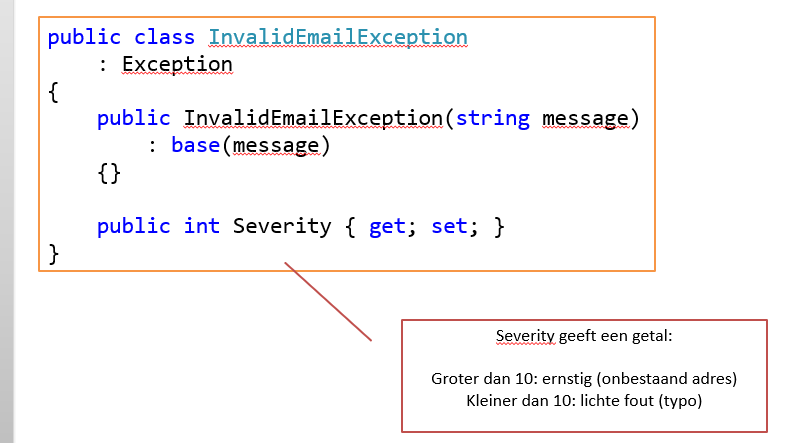 public class InvalidEmailException
: Exception
{
public InvalidEmailException(string message)
: base(message)
{}
public int Severity { get; set; }
}
Severity geeft een getal:
Groter dan 10: ernstig (onbestaand adres)
Kleiner dan 10: lichte fout (typo)